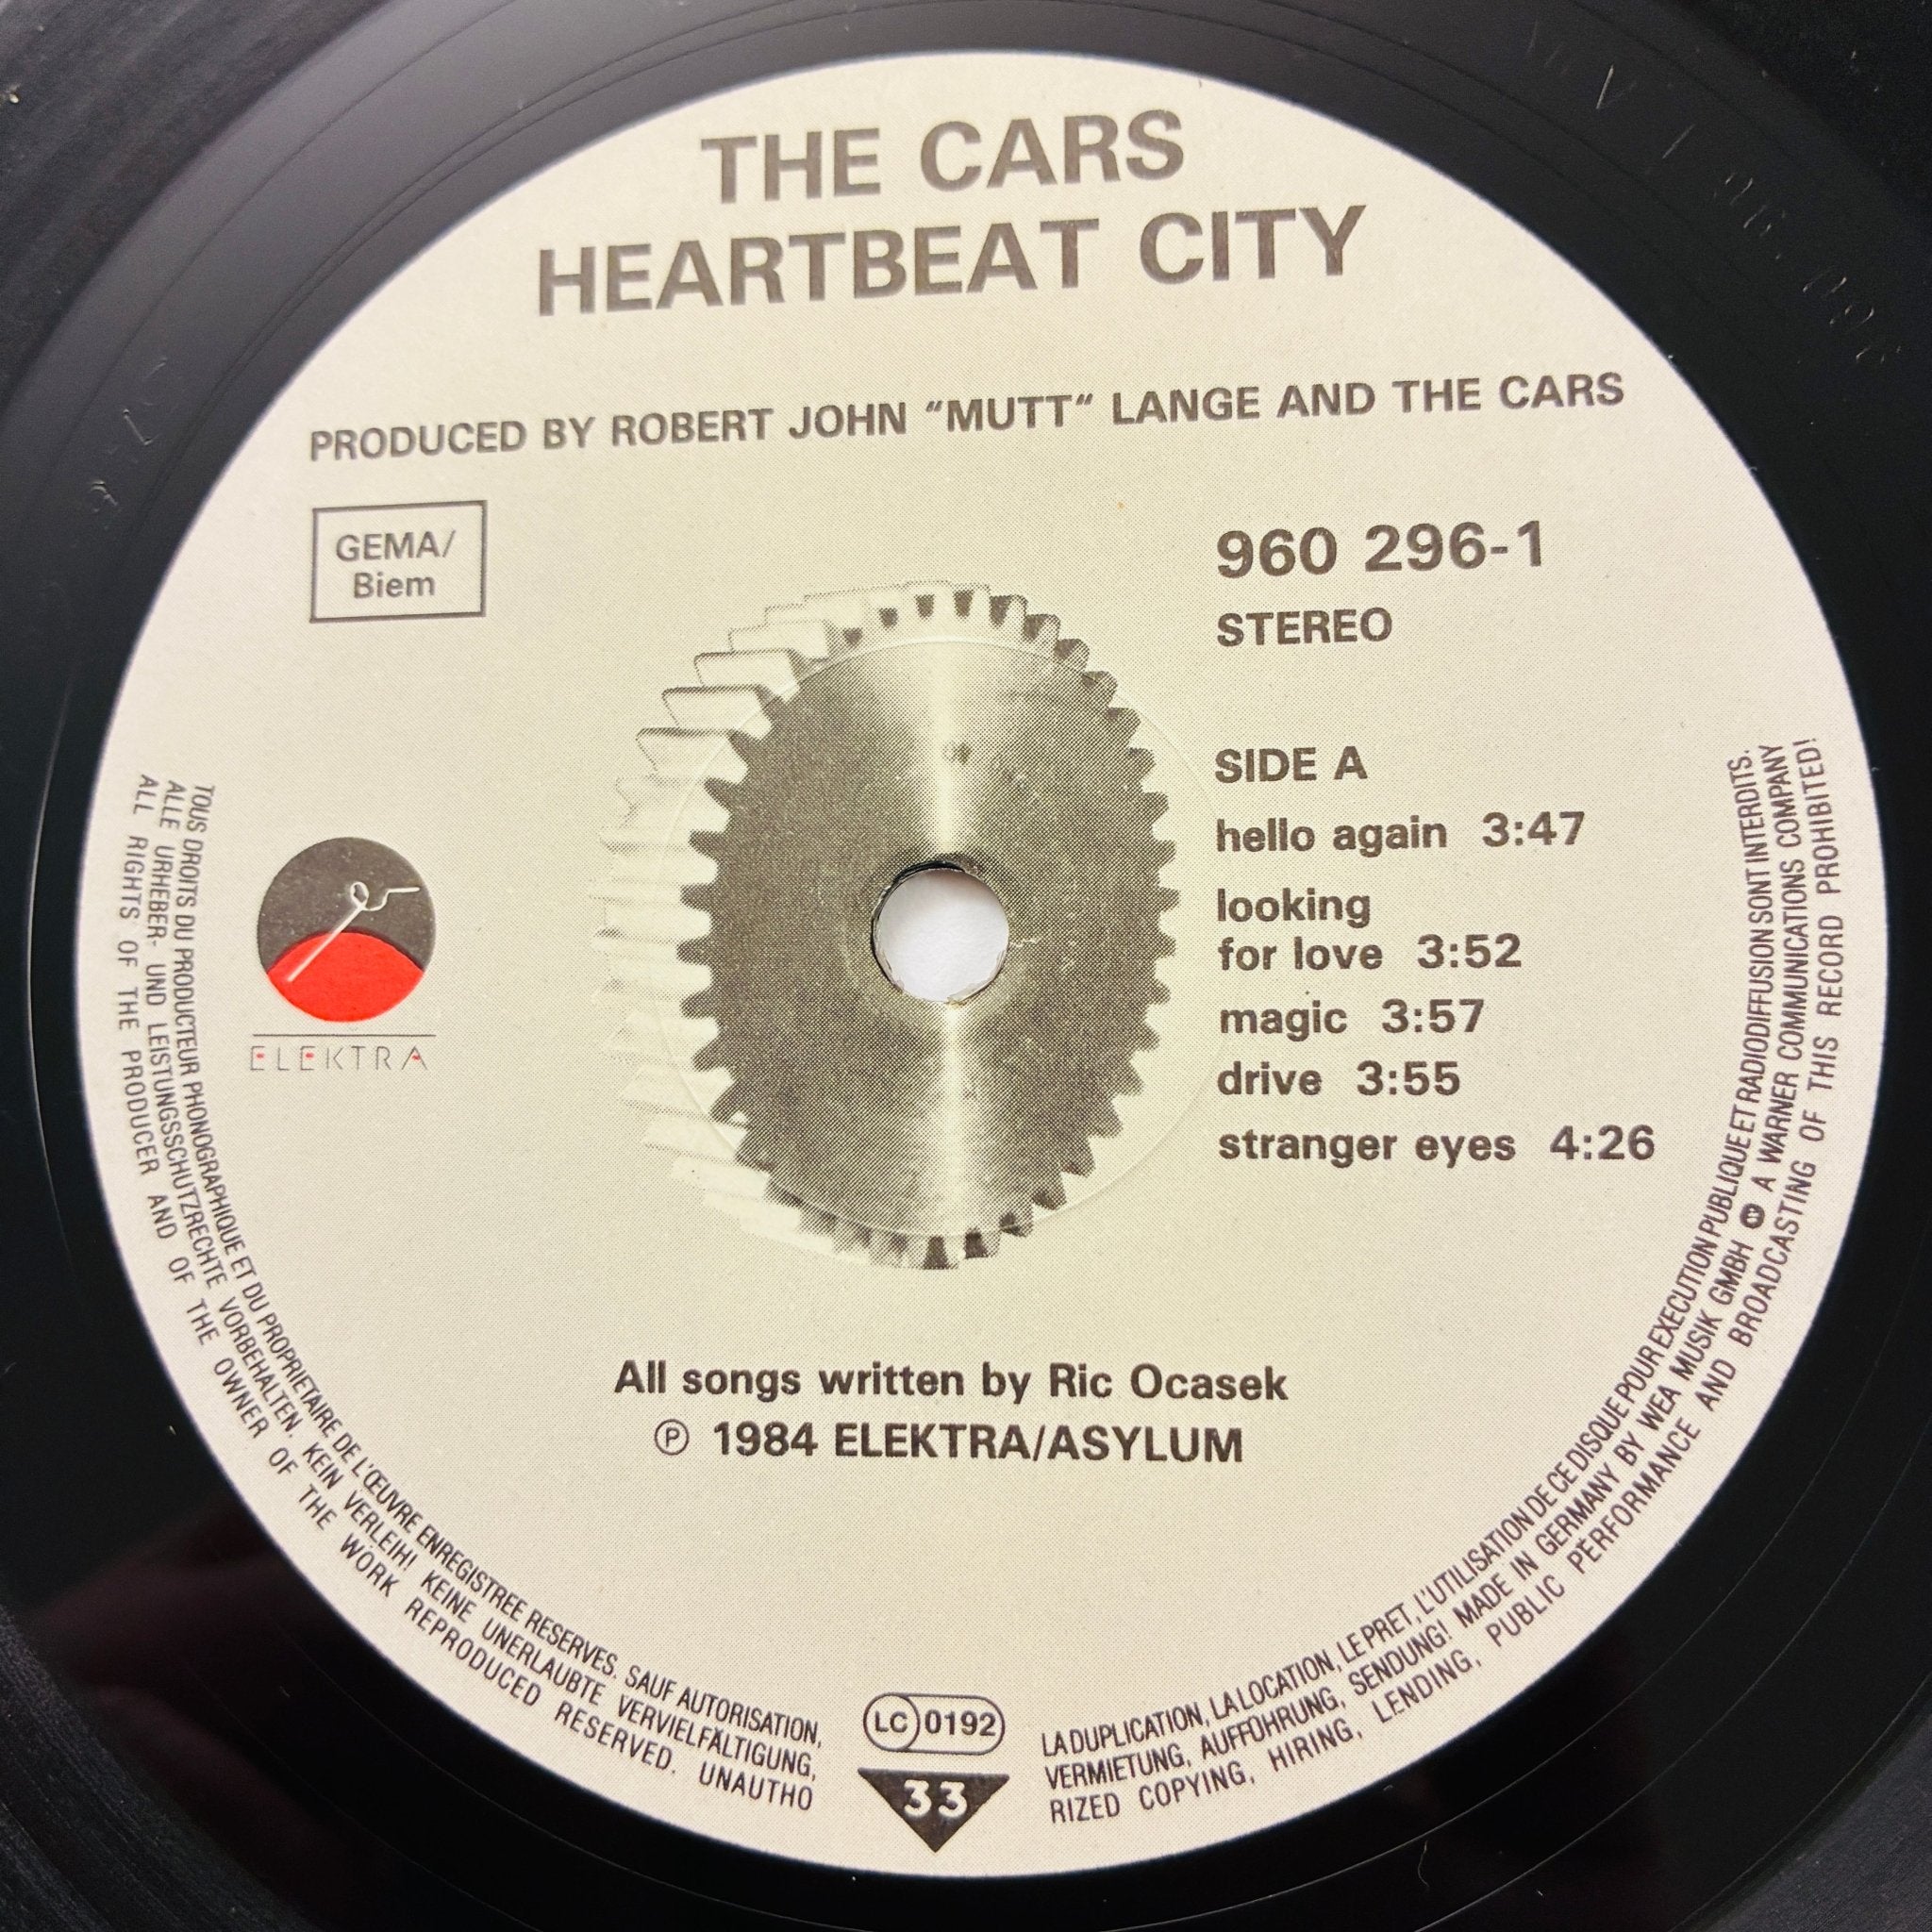 THE CARS
HEARTBEAT CITY
PRODUCED BY ROBERT JOHN "MUTT" LANGE AND THE CARS
GEMA/
Biem
960 296-1
STEREO
SIDE A
hello again 3:47
looking
for love 3:52
magic 3:57
drive 3:55
stranger eyes 4:26
ELEKTRA
All songs written by Ric Ocasek
℗ 1984 ELEKTRA/ASYLUM
TOUS DROITS DU PRODUCTEUR PHONOGRAPHIQUE ET DU PROPRIETAIRE DE L'ŒUVRE ENREGISTREE RESERVES. SAUF AUTORISATION,
ALLE URHEBER- UND LEISTUNGSSCHUTZRECHTE VORBEHALTEN. KEIN VERLEIH! KEINE UNERLAUBTE VERVIELFÄLTIGUNG,
ALL RIGHTS OF THE PRODUCER AND OF THE OWNER OF THE WORK REPRODUCED RESERVED. UNAUTHO
LC 0192
33
LA DUPLICATION, LA LOCATION, LE PRET, L'UTILISATION DE CE DISQUE POUR EXECUTION PUBLIQUE ET RADIODIFFUSION SONT INTERDITS.
VERMIETUNG, AUFFÜHRUNG, SENDUNG! MADE IN GERMANY BY WEA MUSIK GMBH A WARNER COMMUNICATIONS COMPANY
RIZED COPYING, HIRING, LENDING, PUBLIC PERFORMANCE AND BROADCASTING OF THIS RECORD PROHIBITED!